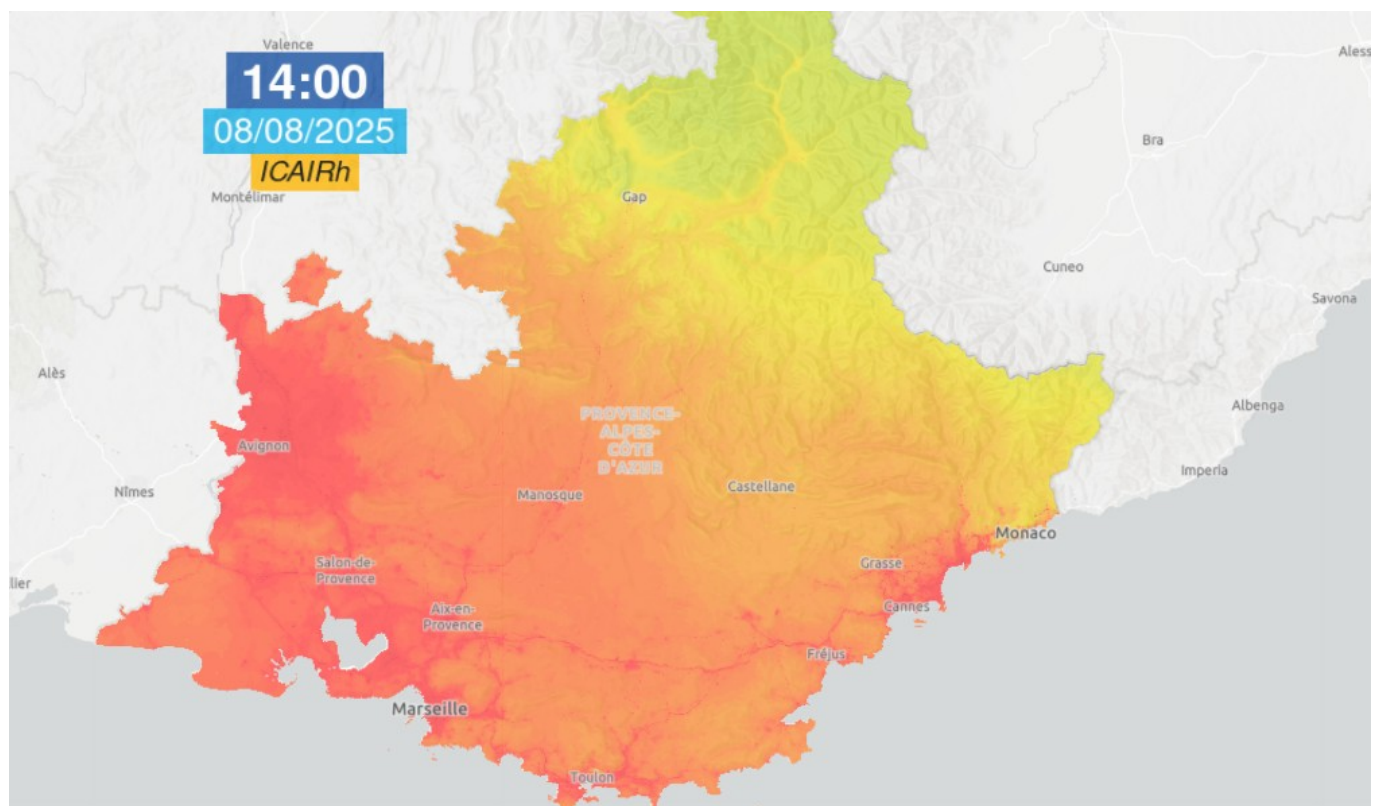 Valence
14:00
08/08/2025
ICAIRh
Montélimar
Aless
Bra
Gap
Cuneo
Savona
Alès
Albenga
PROVENCE-
ALPES-
CÔTE
D'AZUR
Avignon
Imperia
Nîmes
Manosque
Castellane
Monaco
Salon-de-
Provence
Grasse
llier
Aix-en-
Provence
Cannes
Fréjus
Marseille
Toulon